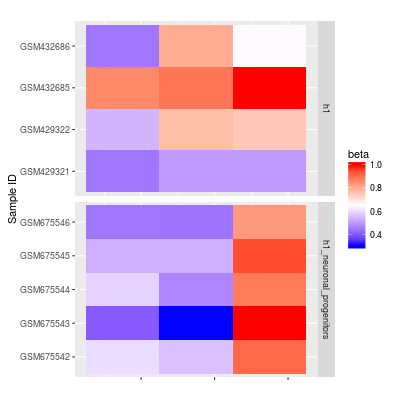 GSM432686
GSM432685
GSM429322
GSM429321
h1
GSM675546
GSM675545
GSM675544
GSM675543
GSM675542
h1_neuronal_progenitors
Sample ID
beta
1.0
0.8
0.6
0.4